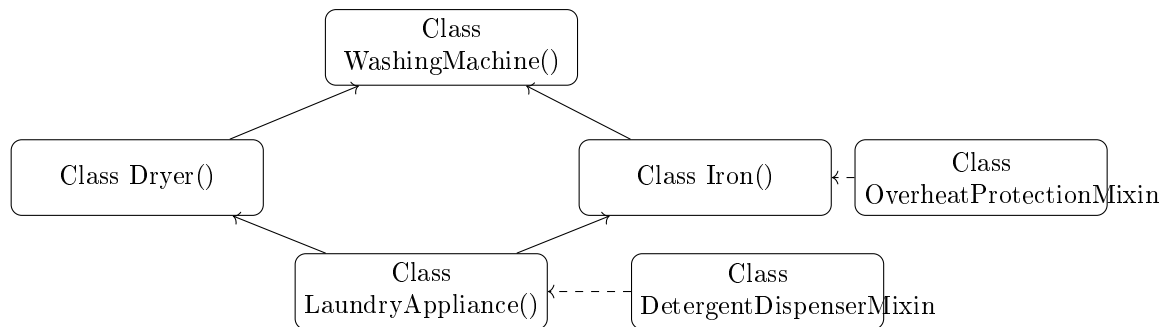 Class
WashingMachine()
Class Dryer()
Class Iron()
Class
OverheatProtectionMixin
Class
LaundryAppliance()
Class
DetergentDispenserMixin